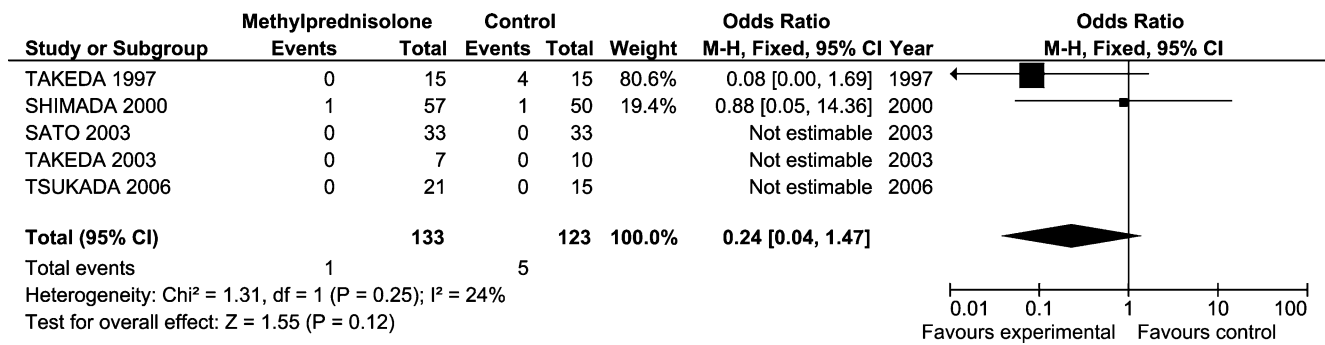 Methylprednisolone Control Odds Ratio Odds Ratio
Study or Subgroup Events Total Events Total Weight M-H, Fixed, 95% CI Year M-H, Fixed, 95% CI
TAKEDA 1997 0 15 4 15 80.6% 0.08 [0.00, 1.69] 1997
SHIMADA 2000 1 57 1 50 19.4% 0.88 [0.05, 14.36] 2000
SATO 2003 0 33 0 33 Not estimable 2003
TAKEDA 2003 0 7 0 10 Not estimable 2003
TSUKADA 2006 0 21 0 15 Not estimable 2006
Total (95% CI) 133 123 100.0% 0.24 [0.04, 1.47]
Total events 1 5
Heterogeneity: Chi² = 1.31, df = 1 (P = 0.25); I² = 24%
Test for overall effect: Z = 1.55 (P = 0.12)
0.01 0.1 1 10 100
Favours experimental Favours control